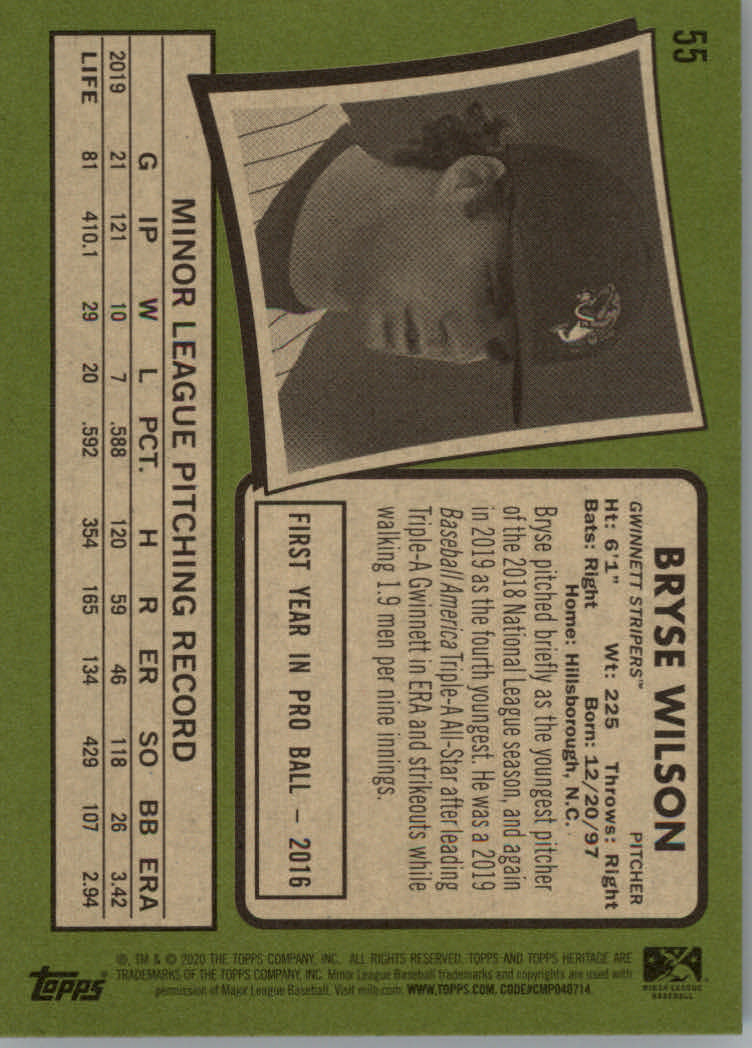 55
BRYSE WILSON
GWINNETT STRIPERS™ PITCHER
Ht: 6'1" Wt: 225 Throws: Right
Bats: Right Born: 12/20/97
Home: Hillsborough, N.C.
Bryse pitched briefly as the youngest pitcher
of the 2018 National League season, and again
in 2019 as the fourth youngest. He was a 2019
Baseball America Triple-A All-Star after leading
Triple-A Gwinnett in ERA and strikeouts while
walking 1.9 men per nine innings.
FIRST YEAR IN PRO BALL – 2016
MINOR LEAGUE PITCHING RECORD
G IP W L PCT. H R ER SO BB ERA
2019 21 121 10 7 .588 120 59 46 118 26 3.42
LIFE 81 410.1 29 20 .592 354 165 134 429 107 2.94
MINOR LEAGUE
BASEBALL
®, TM & © 2020 THE TOPPS COMPANY, INC. ALL RIGHTS RESERVED. TOPPS AND TOPPS HERITAGE ARE
TRADEMARKS OF THE TOPPS COMPANY, INC. Minor League Baseball trademarks and copyrights are used with
permission of Major League Baseball. Visit milb.com. WWW.TOPPS.COM. CODE#CMP040714
topps®